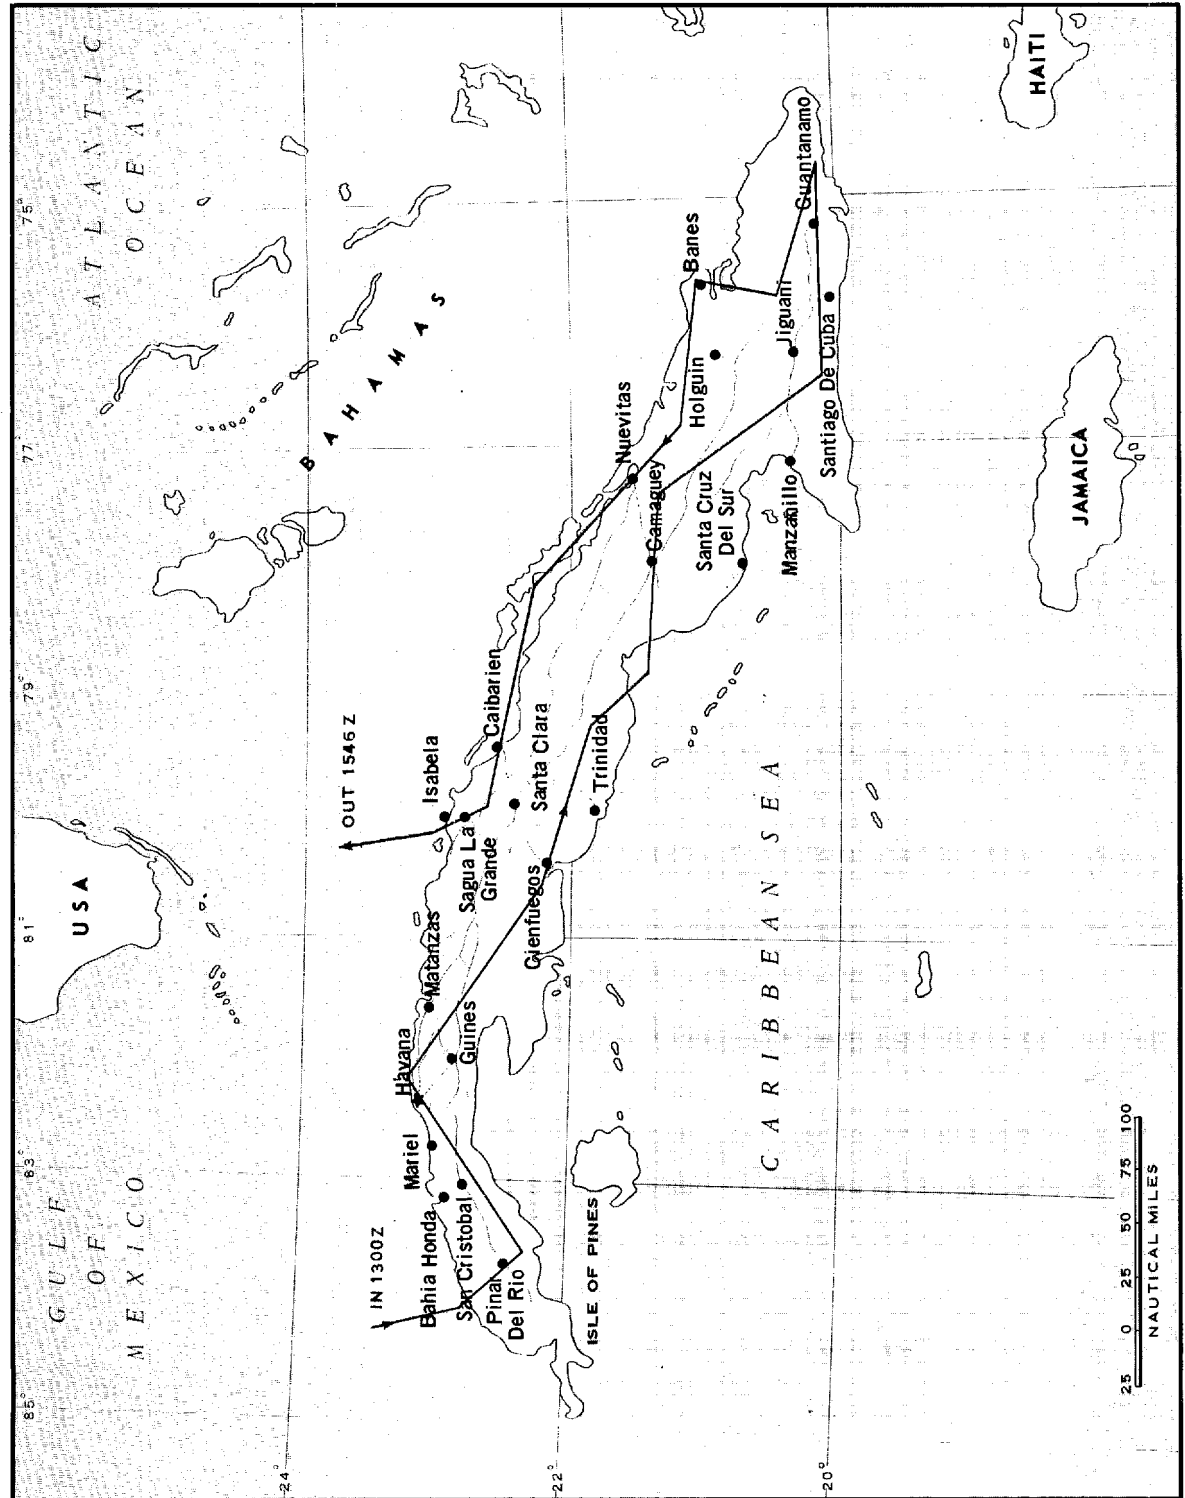 GULF
OF
MEXICO
USA
ATLANTIC
OCEAN
BAHAMAS
85°
83°
81°
79°
77°
75°
24°
22°
20°
IN 1300Z
OUT 1546Z
Bahia Honda
Mariel
Havana
Matanzas
San Cristobal
Guines
Pinar
Del Rio
Isabela
Sagua La
Grande
Caibarien
Santa Clara
Cienfuegos
Trinidad
Nuevitas
Camaguey
Santa Cruz
Del Sur
Holguin
Banes
Jiguani
Manzanillo
Guantanamo
Santiago De Cuba
ISLE OF PINES
CARIBBEAN SEA
JAMAICA
HAITI
25 0 25 50 75 100
NAUTICAL MILES